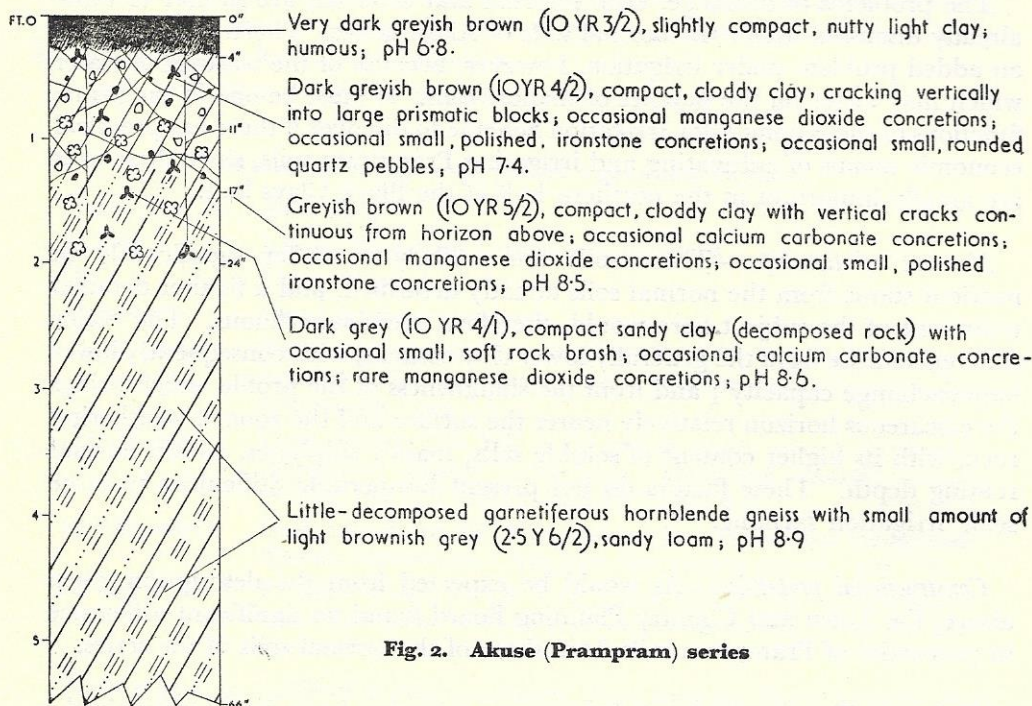 FT.O
0"
Very dark greyish brown (10 YR 3/2), slightly compact, nutty light clay;
humous; pH 6·8.
4"
Dark greyish brown (10YR 4/2), compact, cloddy clay, cracking vertically
into large prismatic blocks; occasional manganese dioxide concretions;
occasional small, polished, ironstone concretions; occasional small, rounded
quartz pebbles; pH 7·4.
1
11"
17"
Greyish brown (10 YR 5/2), compact, cloddy clay with vertical cracks con-
tinuous from horizon above; occasional calcium carbonate concretions;
occasional manganese dioxide concretions; occasional small, polished
ironstone concretions; pH 8·5.
2
24"
Dark grey (10 YR 4/1), compact sandy clay (decomposed rock) with
occasional small, soft rock brash; occasional calcium carbonate concre-
tions; rare manganese dioxide concretions; pH 8·6.
3
4
Little-decomposed garnetiferous hornblende gneiss with small amount of
light brownish grey (2·5 Y 6/2), sandy loam; pH 8·9
5
Fig. 2. Akuse (Prampram) series
66"